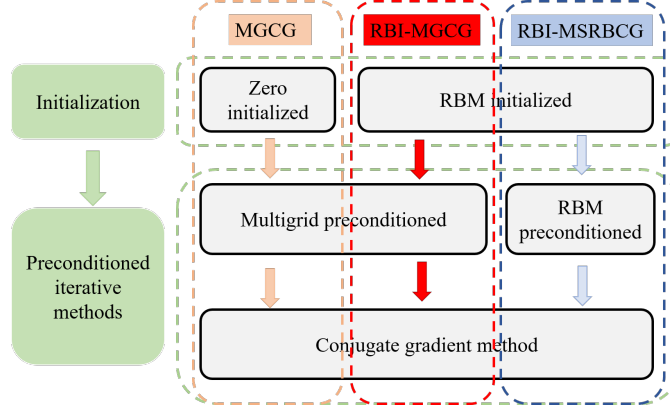 MGCG
RBI-MGCG
RBI-MSRBCG
Initialization
Zero
initialized
RBM initialized
Preconditioned
iterative
methods
Multigrid preconditioned
RBM
preconditioned
Conjugate gradient method